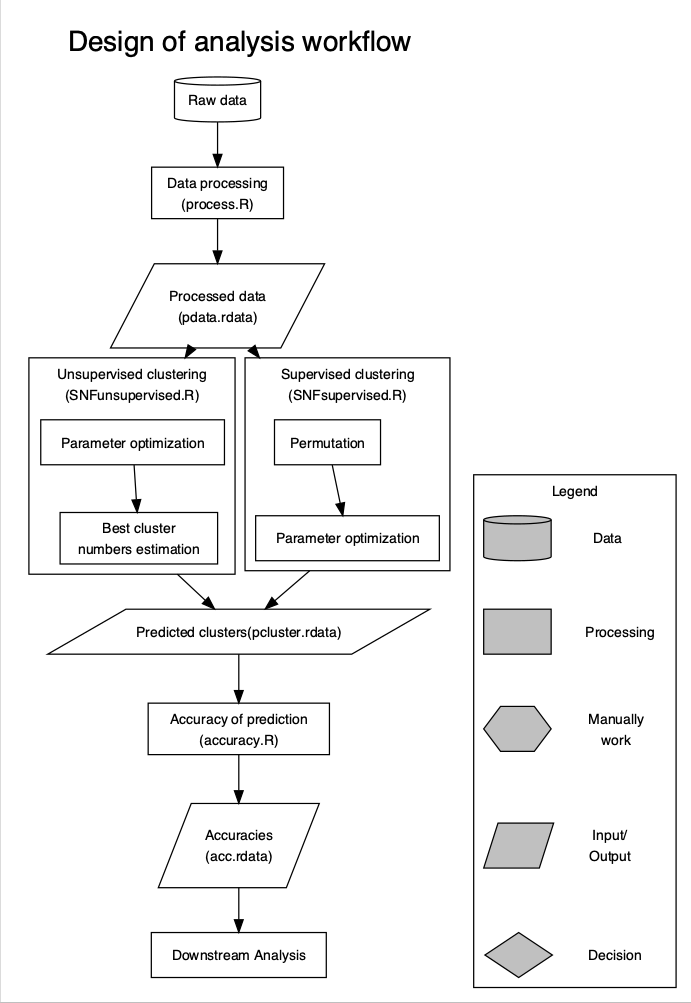 Design of analysis workflow
Raw data
Data processing
(process.R)
Processed data
(pdata.rdata)
Unsupervised clustering
(SNFunsupervised.R)
Parameter optimization
Best cluster
numbers estimation
Supervised clustering
(SNFsupervised.R)
Permutation
Parameter optimization
Predicted clusters(pcluster.rdata)
Accuracy of prediction
(accuracy.R)
Accuracies
(acc.rdata)
Downstream Analysis
Legend
Data
Processing
Manually
work
Input/
Output
Decision